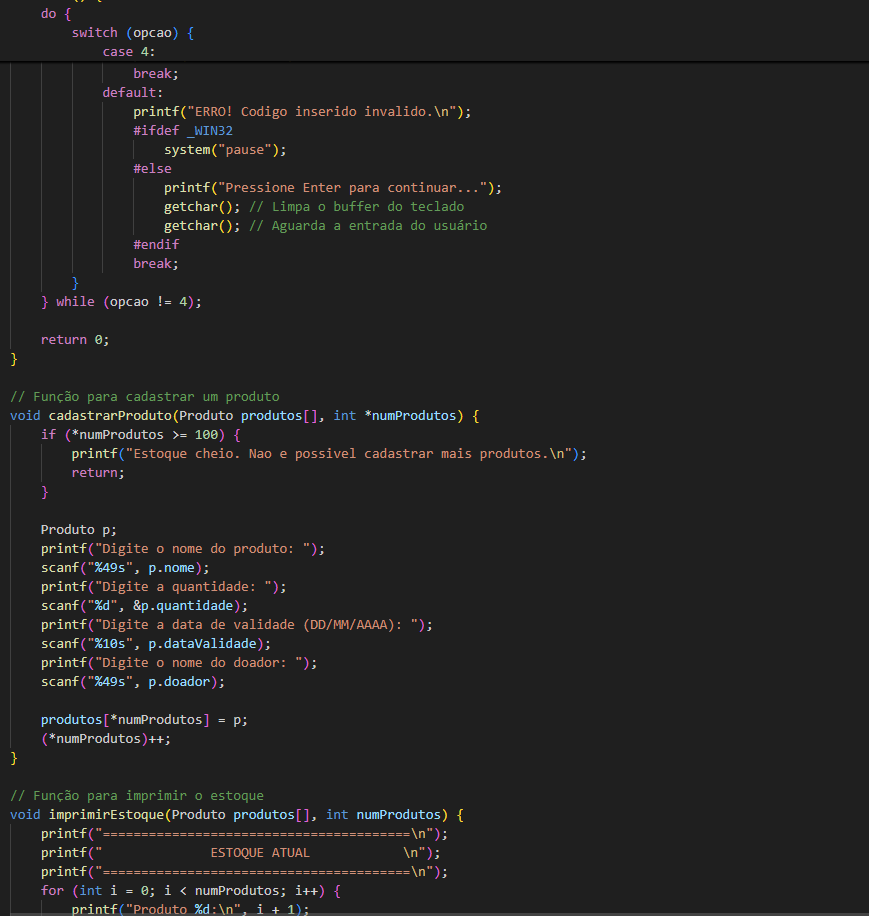 do {
switch (opcao) {
case 4:
break;
default:
printf("ERRO! Codigo inserido invalido.\n");
#ifdef _WIN32
system("pause");
#else
printf("Pressione Enter para continuar...");
getchar(); // Limpa o buffer do teclado
getchar(); // Aguarda a entrada do usuário
#endif
break;
}
} while (opcao != 4);
return 0;
}
// Função para cadastrar um produto
void cadastrarProduto(Produto produtos[], int *numProdutos) {
if (*numProdutos >= 100) {
printf("Estoque cheio. Nao e possivel cadastrar mais produtos.\n");
return;
}
Produto p;
printf("Digite o nome do produto: ");
scanf("%49s", p.nome);
printf("Digite a quantidade: ");
scanf("%d", &p.quantidade);
printf("Digite a data de validade (DD/MM/AAAA): ");
scanf("%10s", p.dataValidade);
printf("Digite o nome do doador: ");
scanf("%49s", p.doador);
produtos[*numProdutos] = p;
(*numProdutos)++;
}
// Função para imprimir o estoque
void imprimirEstoque(Produto produtos[], int numProdutos) {
printf("========================================\n");
printf("              ESTOQUE ATUAL            \n");
printf("========================================\n");
for (int i = 0; i < numProdutos; i++) {
printf("Produto %d:\n", i + 1);